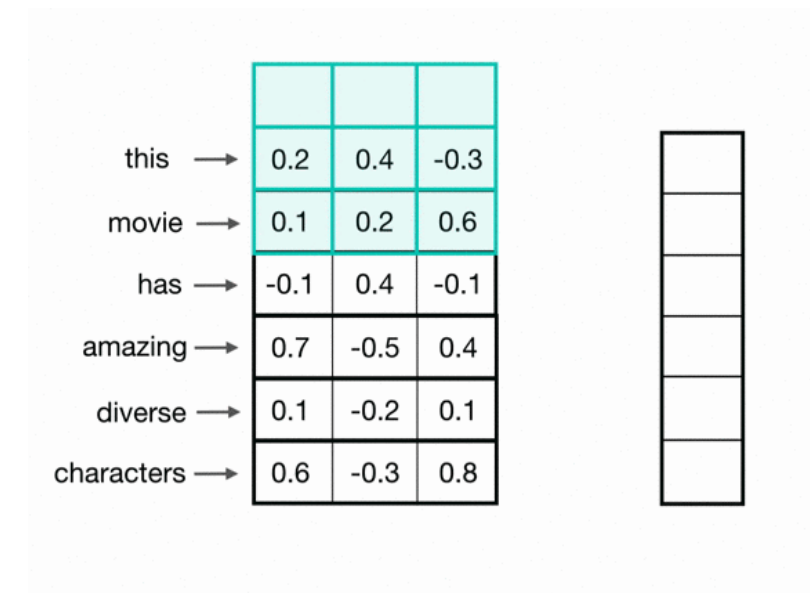 this → 0.2 0.4 -0.3
movie → 0.1 0.2 0.6
has → -0.1 0.4 -0.1
amazing → 0.7 -0.5 0.4
diverse → 0.1 -0.2 0.1
characters → 0.6 -0.3 0.8